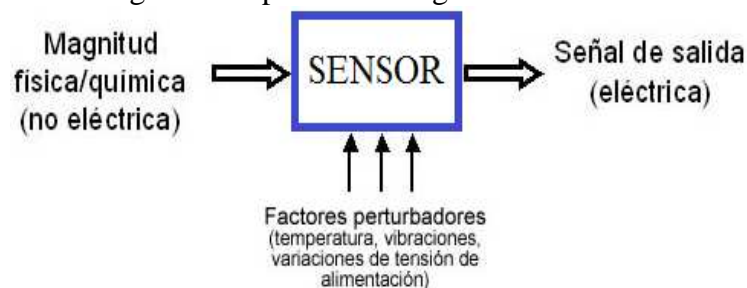 Magnitud
física/química
(no eléctrica)
SENSOR
Señal de salida
(eléctrica)
Factores perturbadores
(temperatura, vibraciones,
variaciones de tensión de
alimentación)